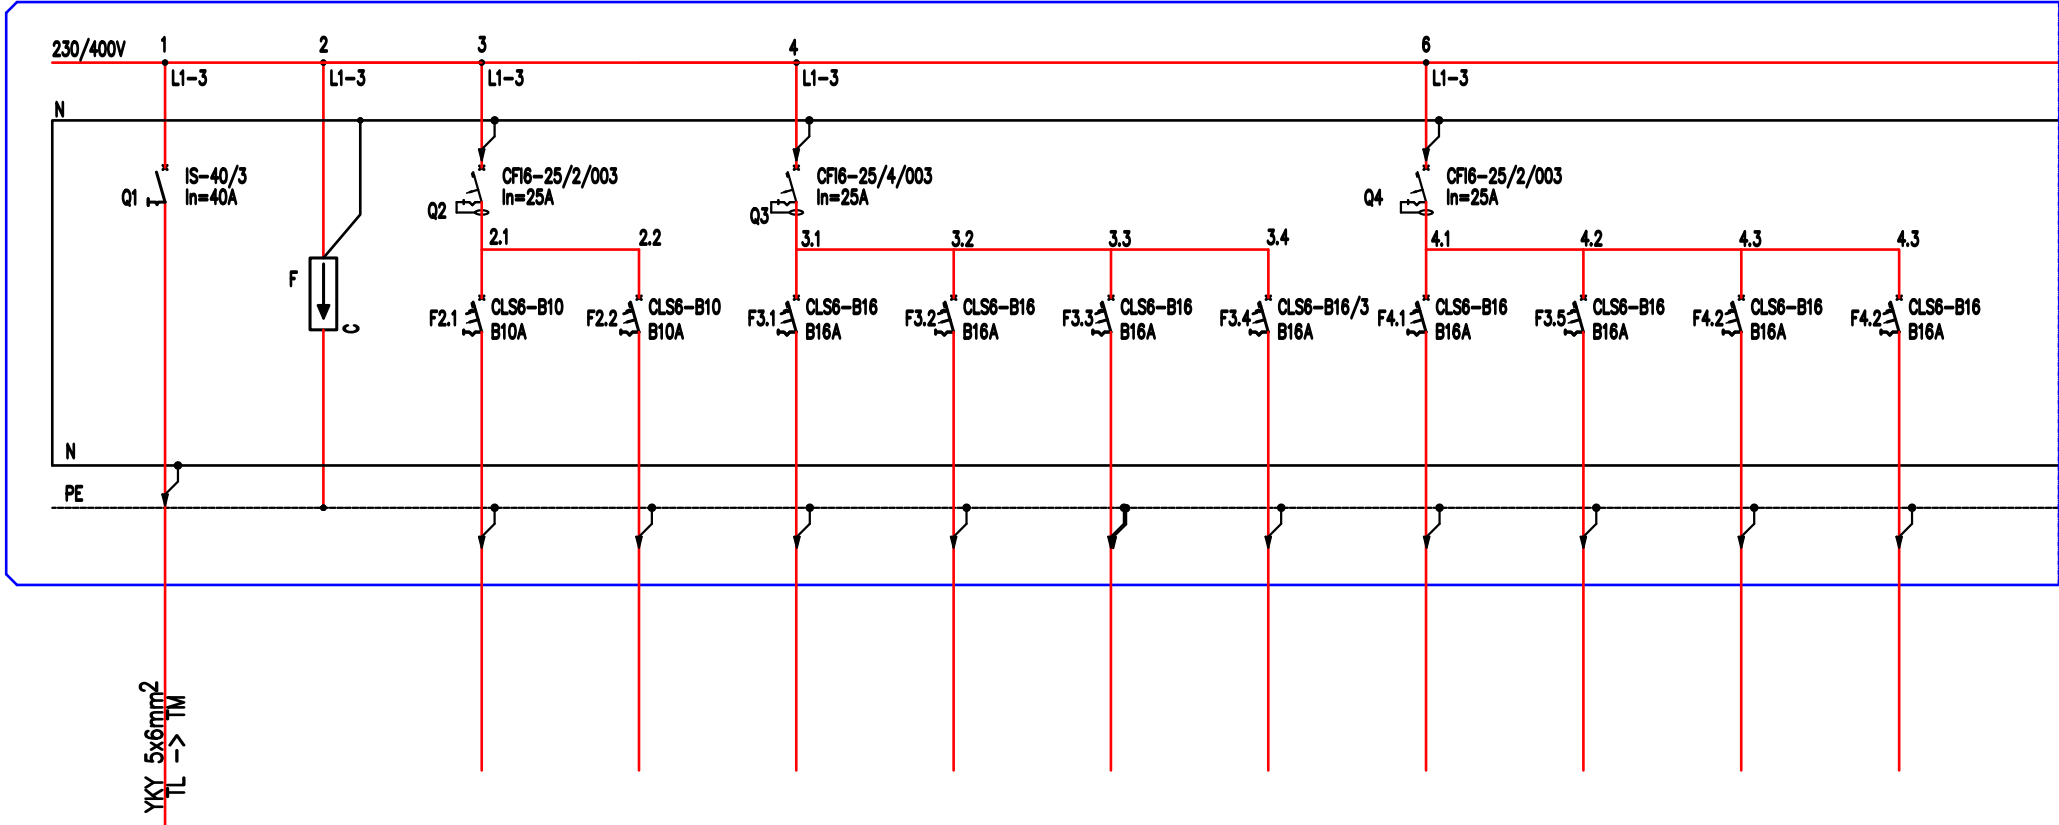 230/400V
1
2
3
4
6
L1-3
L1-3
L1-3
L1-3
L1-3
N
Q1
IS-40/3
In=40A
Q2
CFI6-25/2/003
In=25A
Q3
CFI6-25/4/003
In=25A
Q4
CFI6-25/2/003
In=25A
2.1
2.2
3.1
3.2
3.3
3.4
4.1
4.2
4.3
4.3
F
C
F2.1
CLS6-B10
B10A
F2.2
CLS6-B10
B10A
F3.1
CLS6-B16
B16A
F3.2
CLS6-B16
B16A
F3.3
CLS6-B16
B16A
F3.4
CLS6-B16/3
B16A
F4.1
CLS6-B16
B16A
F3.5
CLS6-B16
B16A
F4.2
CLS6-B16
B16A
F4.2
CLS6-B16
B16A
N
PE
YKY 5x6mm2
TL -> TM